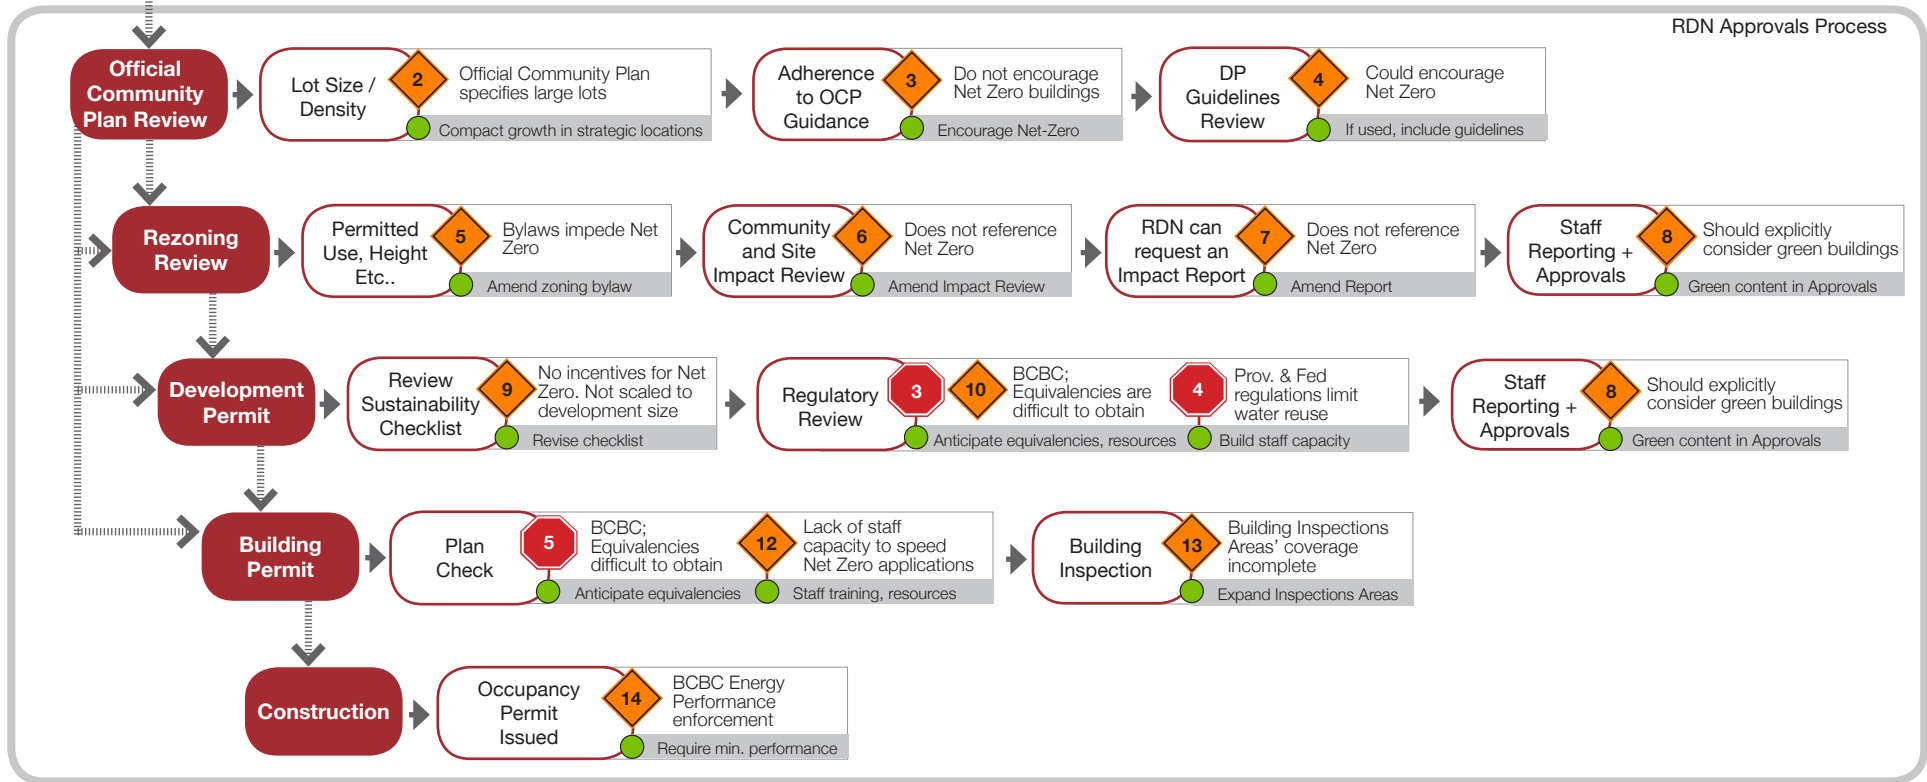 RDN Approvals Process
Official
Community
Plan Review
Lot Size /
Density
2
Official Community Plan
specifies large lots
Compact growth in strategic locations
Adherence
to OCP
Guidance
3
Do not encourage
Net Zero buildings
Encourage Net-Zero
DP
Guidelines
Review
4
Could encourage
Net Zero
If used, include guidelines
Rezoning
Review
Permitted
Use, Height
Etc..
5
Bylaws impede Net
Zero
Amend zoning bylaw
Community
and Site
Impact Review
6
Does not reference
Net Zero
Amend Impact Review
RDN can
request an
Impact Report
7
Does not reference
Net Zero
Amend Report
Staff
Reporting +
Approvals
8
Should explicitly
consider green buildings
Green content in Approvals
Development
Permit
Review
Sustainability
Checklist
9
No incentives for Net
Zero. Not scaled to
development size
Revise checklist
Regulatory
Review
3
10
BCBC;
Equivalencies are
difficult to obtain
Anticipate equivalencies, resources
4
Prov. & Fed
regulations limit
water reuse
Build staff capacity
Staff
Reporting +
Approvals
8
Should explicitly
consider green buildings
Green content in Approvals
Building
Permit
Plan
Check
5
BCBC;
Equivalencies
difficult to obtain
Anticipate equivalencies
12
Lack of staff
capacity to speed
Net Zero applications
Staff training, resources
Building
Inspection
13
Building Inspections
Areas' coverage
incomplete
Expand Inspections Areas
Construction
Occupancy
Permit
Issued
14
BCBC Energy
Performance
enforcement
Require min. performance